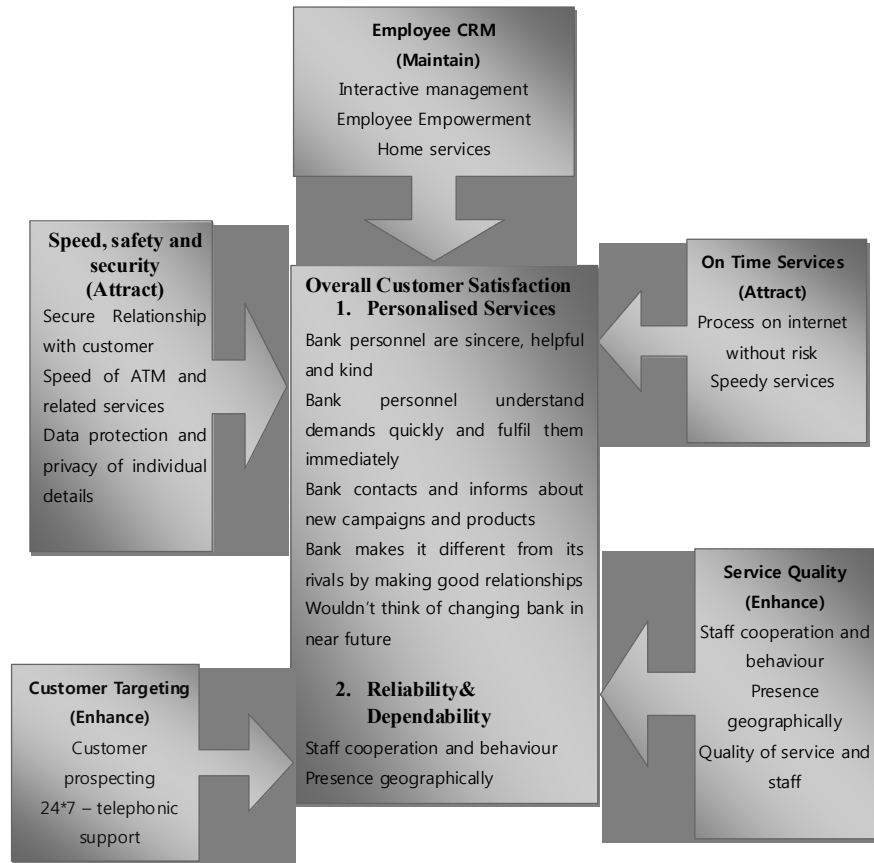 Employee CRM
(Maintain)
Interactive management
Employee Empowerment
Home services
Speed, safety and
security
(Attract)
Secure Relationship
with customer
Speed of ATM and
related services
Data protection and
privacy of individual
details
Overall Customer Satisfaction
1. Personalised Services
Bank personnel are sincere, helpful
and kind
Bank personnel understand
demands quickly and fulfil them
immediately
Bank contacts and informs about
new campaigns and products
Bank makes it different from its
rivals by making good relationships
Wouldn't think of changing bank in
near future
2. Reliability&
Dependability
Staff cooperation and behaviour
Presence geographically
On Time Services
(Attract)
Process on internet
without risk
Speedy services
Service Quality
(Enhance)
Staff cooperation and
behaviour
Presence
geographically
Quality of service and
staff
Customer Targeting
(Enhance)
Customer
prospecting
24*7 – telephonic
support